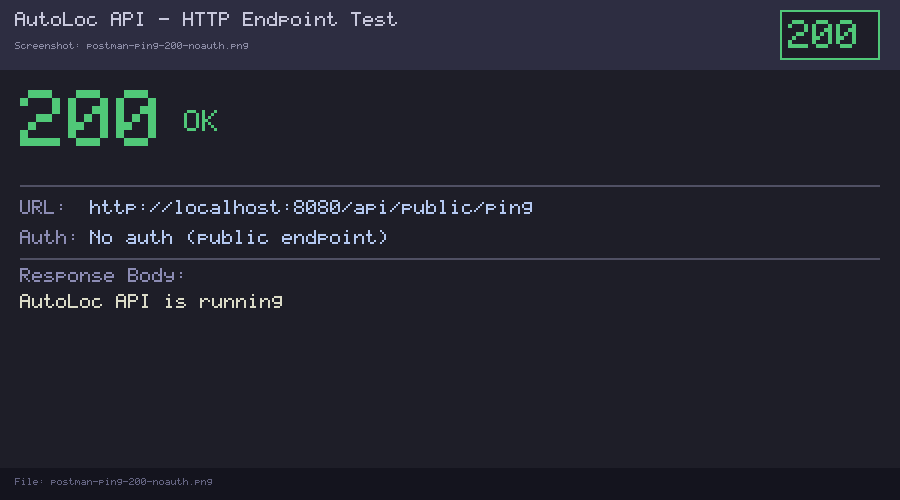 AutoLoc API - HTTP Endpoint Test
Screenshot: postman-ping-200-noauth.png
200
200 OK
URL: http://localhost:8080/api/public/ping
Auth: No auth (public endpoint)
Response Body:
AutoLoc API is running
File: postman-ping-200-noauth.png